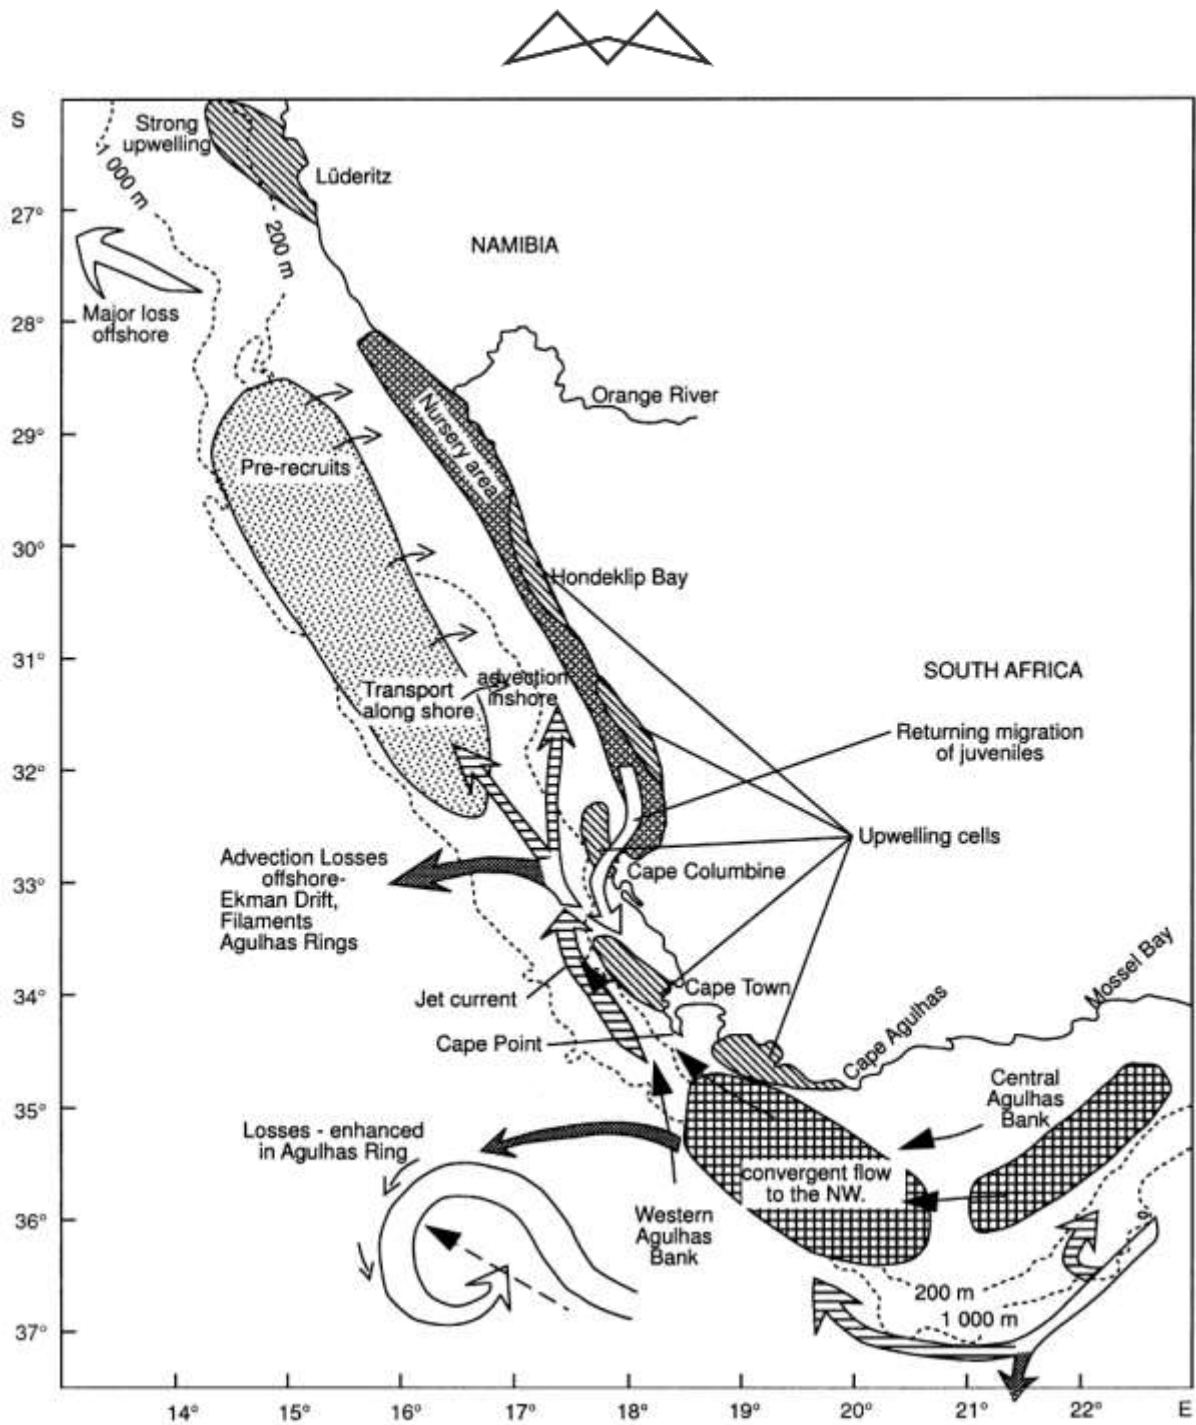 S
Strong
upwelling
1 000 m
Lüderitz
27°
200 m
NAMIBIA
Major loss
offshore
28°
Orange River
Nursery area
29°
Pre-recruits
30°
Hondeklip Bay
31°
SOUTH AFRICA
advection
inshore
Transport
along shore
Returning migration
of juveniles
32°
Upwelling cells
Advection Losses
offshore-
Ekman Drift,
Filaments
Agulhas Rings
33°
Cape Columbine
Mossel Bay
34°
Cape Town
Jet current
Cape Agulhas
Cape Point
Central
Agulhas
Bank
35°
Losses - enhanced
in Agulhas Ring
convergent flow
to the NW.
36°
Western
Agulhas
Bank
200 m
1 000 m
37°
14° 15° 16° 17° 18° 19° 20° 21° 22° E